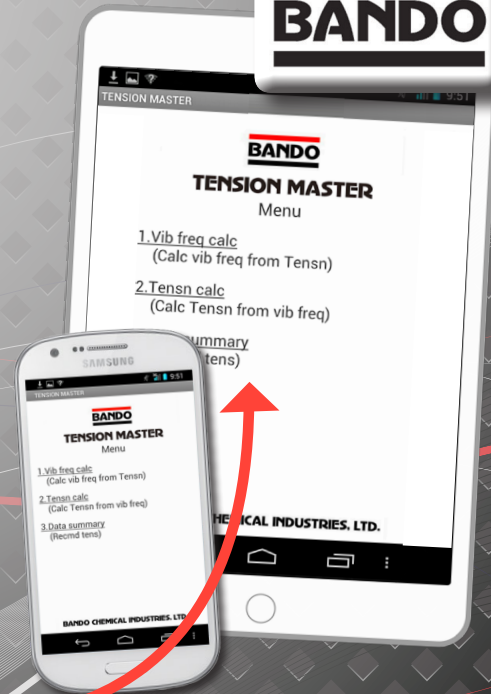 BANDO
9:51
TENSION MASTER
BANDO
TENSION MASTER
Menu
1.Vib freq calc
(Calc vib freq from Tensn)
2.Tensn calc
(Calc Tensn from vib freq)
ummary
tens)
HEMICAL INDUSTRIES. LTD.
SAMSUNG
9:51
TENSION MASTER
BANDO
TENSION MASTER
Menu
1.Vib freq calc
(Calc vib freq from Tensn)
2.Tensn calc
(Calc Tensn from vib freq)
3.Data summary
(Recmd tens)
BANDO CHEMICAL INDUSTRIES. LTD